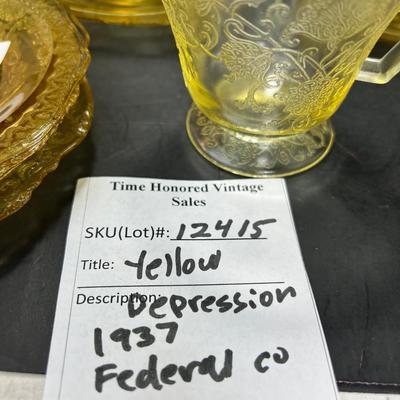 Time Honored Vintage
Sales
SKU(Lot)#: 12415
Title: Yellow
Description: Depression
1937
Federal co